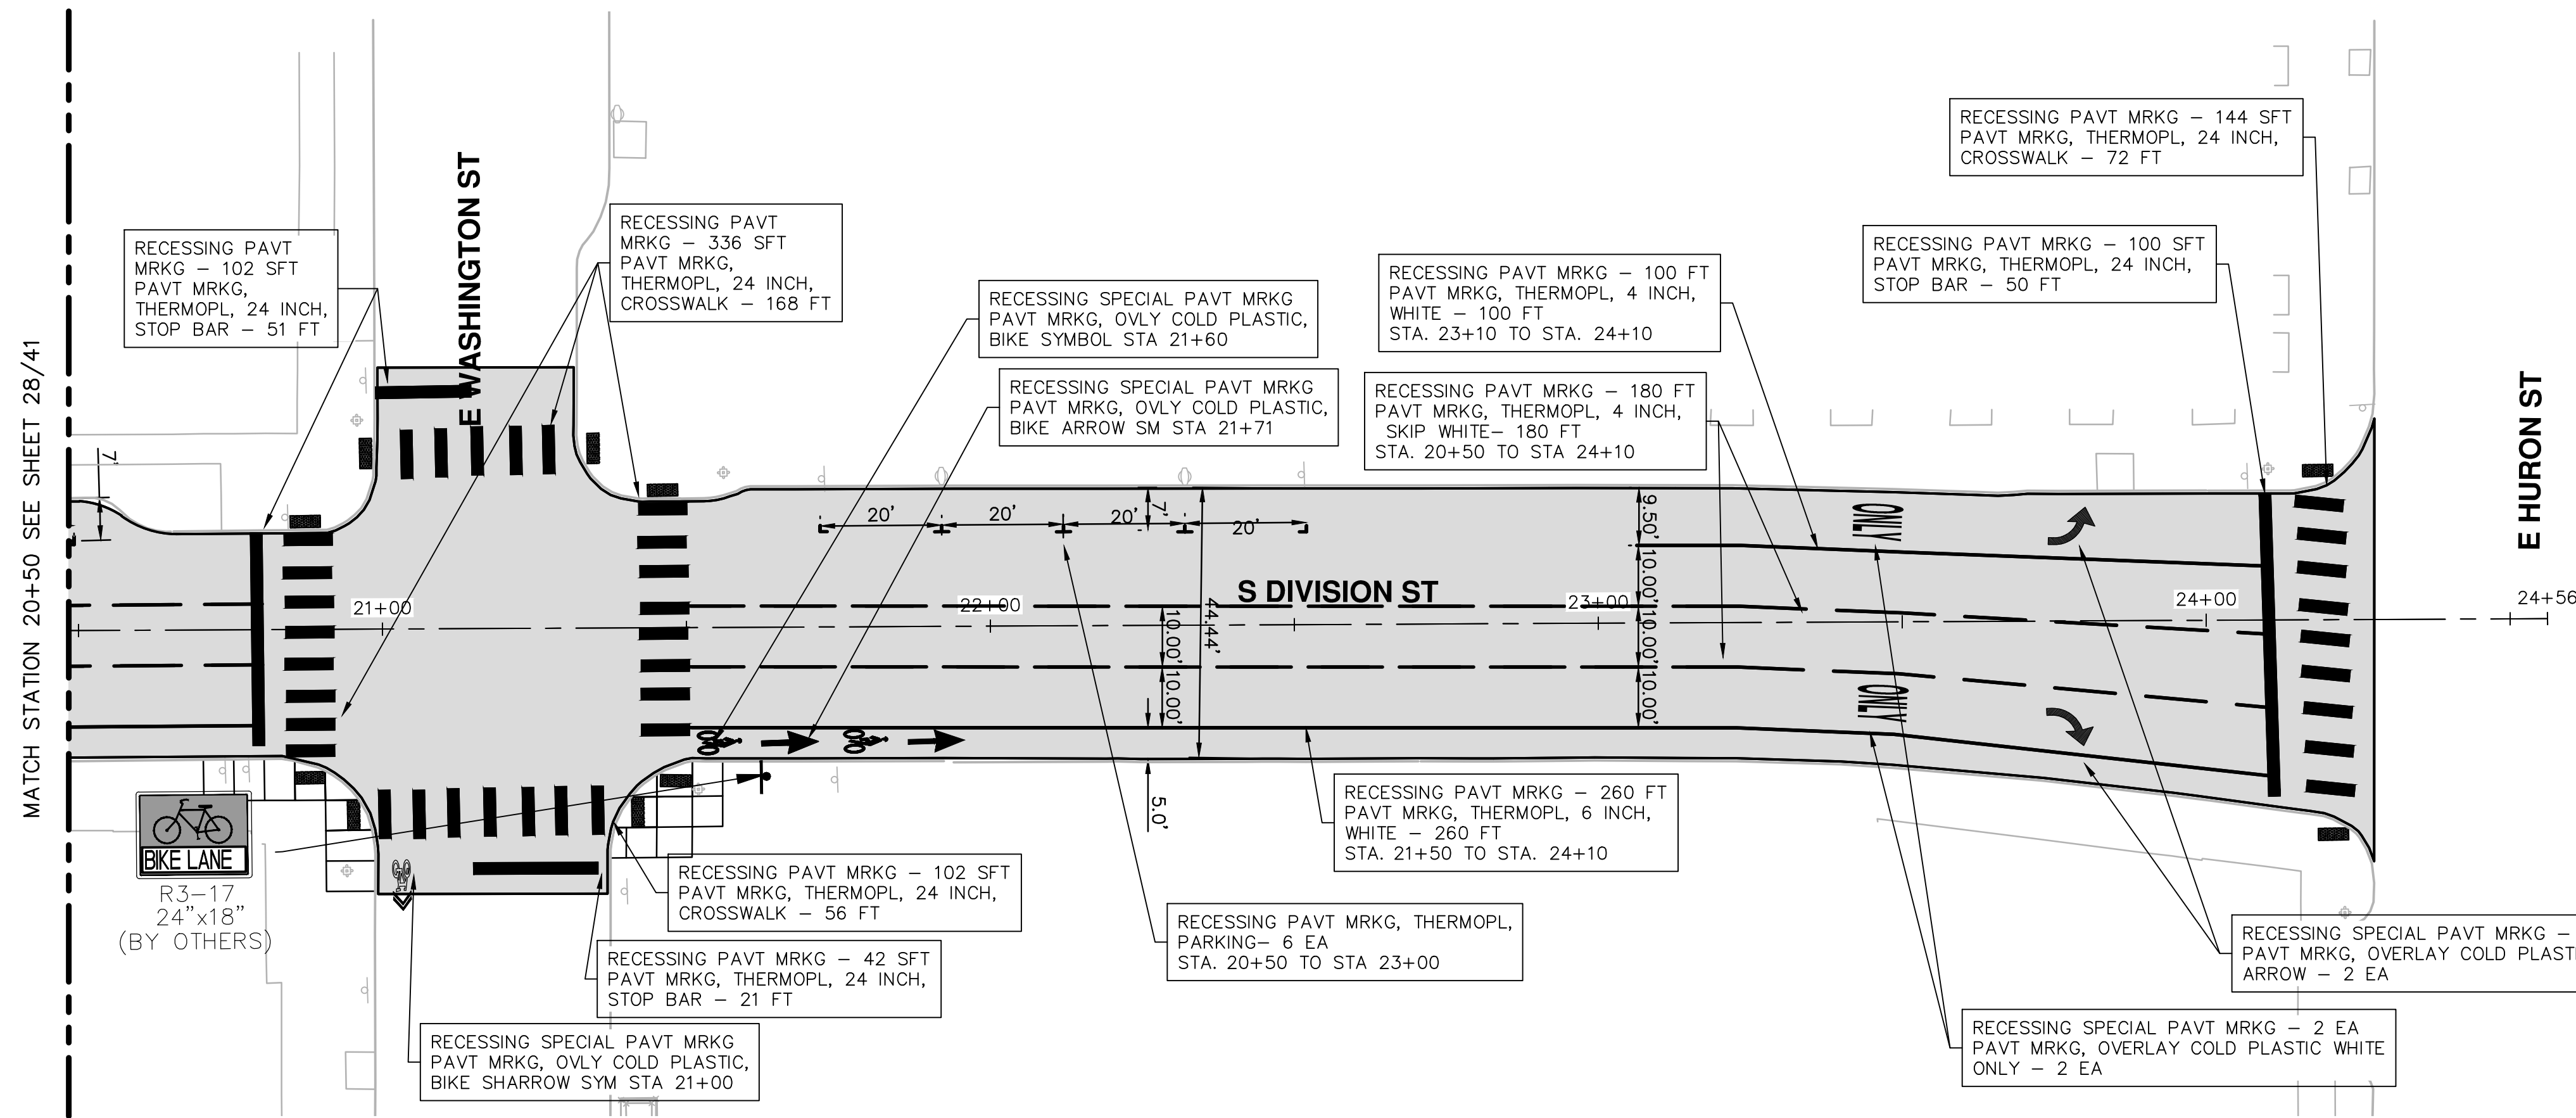 MATCH STATION 20+50 SEE SHEET 28/41
E WASHINGTON ST
S DIVISION ST
E HURON ST
RECESSING PAVT
MRKG – 102 SFT
PAVT MRKG,
THERMOPL, 24 INCH,
STOP BAR – 51 FT
RECESSING PAVT
MRKG – 336 SFT
PAVT MRKG,
THERMOPL, 24 INCH,
CROSSWALK – 168 FT
RECESSING SPECIAL PAVT MRKG
PAVT MRKG, OVLY COLD PLASTIC,
BIKE SYMBOL STA 21+60
RECESSING SPECIAL PAVT MRKG
PAVT MRKG, OVLY COLD PLASTIC,
BIKE ARROW SM STA 21+71
RECESSING PAVT MRKG – 100 FT
PAVT MRKG, THERMOPL, 4 INCH,
WHITE – 100 FT
STA. 23+10 TO STA. 24+10
RECESSING PAVT MRKG – 180 FT
PAVT MRKG, THERMOPL, 4 INCH,
SKIP WHITE– 180 FT
STA. 20+50 TO STA 24+10
RECESSING PAVT MRKG – 144 SFT
PAVT MRKG, THERMOPL, 24 INCH,
CROSSWALK – 72 FT
RECESSING PAVT MRKG – 100 SFT
PAVT MRKG, THERMOPL, 24 INCH,
STOP BAR – 50 FT
7'
20'
20'
20'
20'
7'
9.50'
10.00'
10.00'
10.00'
10.00'
10.00'
44.44'
5.0'
21+00
22+00
23+00
24+00
24+56
ONLY
ONLY
BIKE LANE
R3–17
24"x18"
(BY OTHERS)
RECESSING PAVT MRKG – 260 FT
PAVT MRKG, THERMOPL, 6 INCH,
WHITE – 260 FT
STA. 21+50 TO STA. 24+10
RECESSING PAVT MRKG – 102 SFT
PAVT MRKG, THERMOPL, 24 INCH,
CROSSWALK – 56 FT
RECESSING PAVT MRKG, THERMOPL,
PARKING– 6 EA
STA. 20+50 TO STA 23+00
RECESSING PAVT MRKG – 42 SFT
PAVT MRKG, THERMOPL, 24 INCH,
STOP BAR – 21 FT
RECESSING SPECIAL PAVT MRKG
PAVT MRKG, OVLY COLD PLASTIC,
BIKE SHARROW SYM STA 21+00
RECESSING SPECIAL PAVT MRKG –
PAVT MRKG, OVERLAY COLD PLAST
ARROW – 2 EA
RECESSING SPECIAL PAVT MRKG – 2 EA
PAVT MRKG, OVERLAY COLD PLASTIC WHITE
ONLY – 2 EA